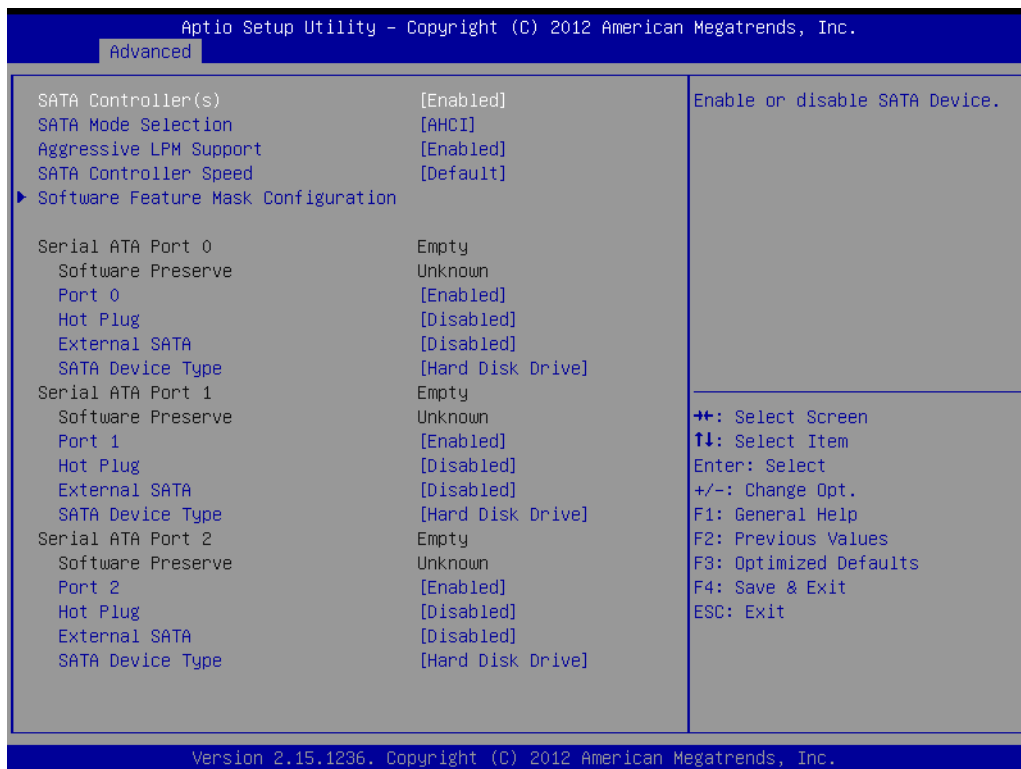 Aptio Setup Utility – Copyright (C) 2012 American Megatrends, Inc.
Advanced
SATA Controller(s) [Enabled]
SATA Mode Selection [AHCI]
Aggressive LPM Support [Enabled]
SATA Controller Speed [Default]
Software Feature Mask Configuration
Serial ATA Port 0 Empty
Software Preserve Unknown
Port 0 [Enabled]
Hot Plug [Disabled]
External SATA [Disabled]
SATA Device Type [Hard Disk Drive]
Serial ATA Port 1 Empty
Software Preserve Unknown
Port 1 [Enabled]
Hot Plug [Disabled]
External SATA [Disabled]
SATA Device Type [Hard Disk Drive]
Serial ATA Port 2 Empty
Software Preserve Unknown
Port 2 [Enabled]
Hot Plug [Disabled]
External SATA [Disabled]
SATA Device Type [Hard Disk Drive]
Enable or disable SATA Device.
→←: Select Screen
↑↓: Select Item
Enter: Select
+/-: Change Opt.
F1: General Help
F2: Previous Values
F3: Optimized Defaults
F4: Save & Exit
ESC: Exit
Version 2.15.1236. Copyright (C) 2012 American Megatrends, Inc.